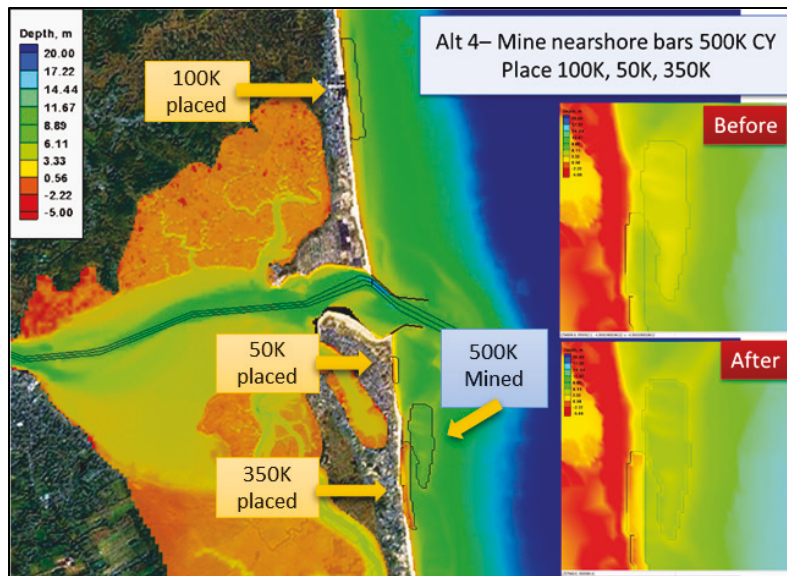 Depth, m
20.00
17.22
14.44
11.67
8.89
6.11
3.33
0.56
-2.22
-5.00
Alt 4– Mine nearshore bars 500K CY
Place 100K, 50K, 350K
100K
placed
Before
50K
placed
500K
Mined
After
350K
placed
Depth, m
Depth, m